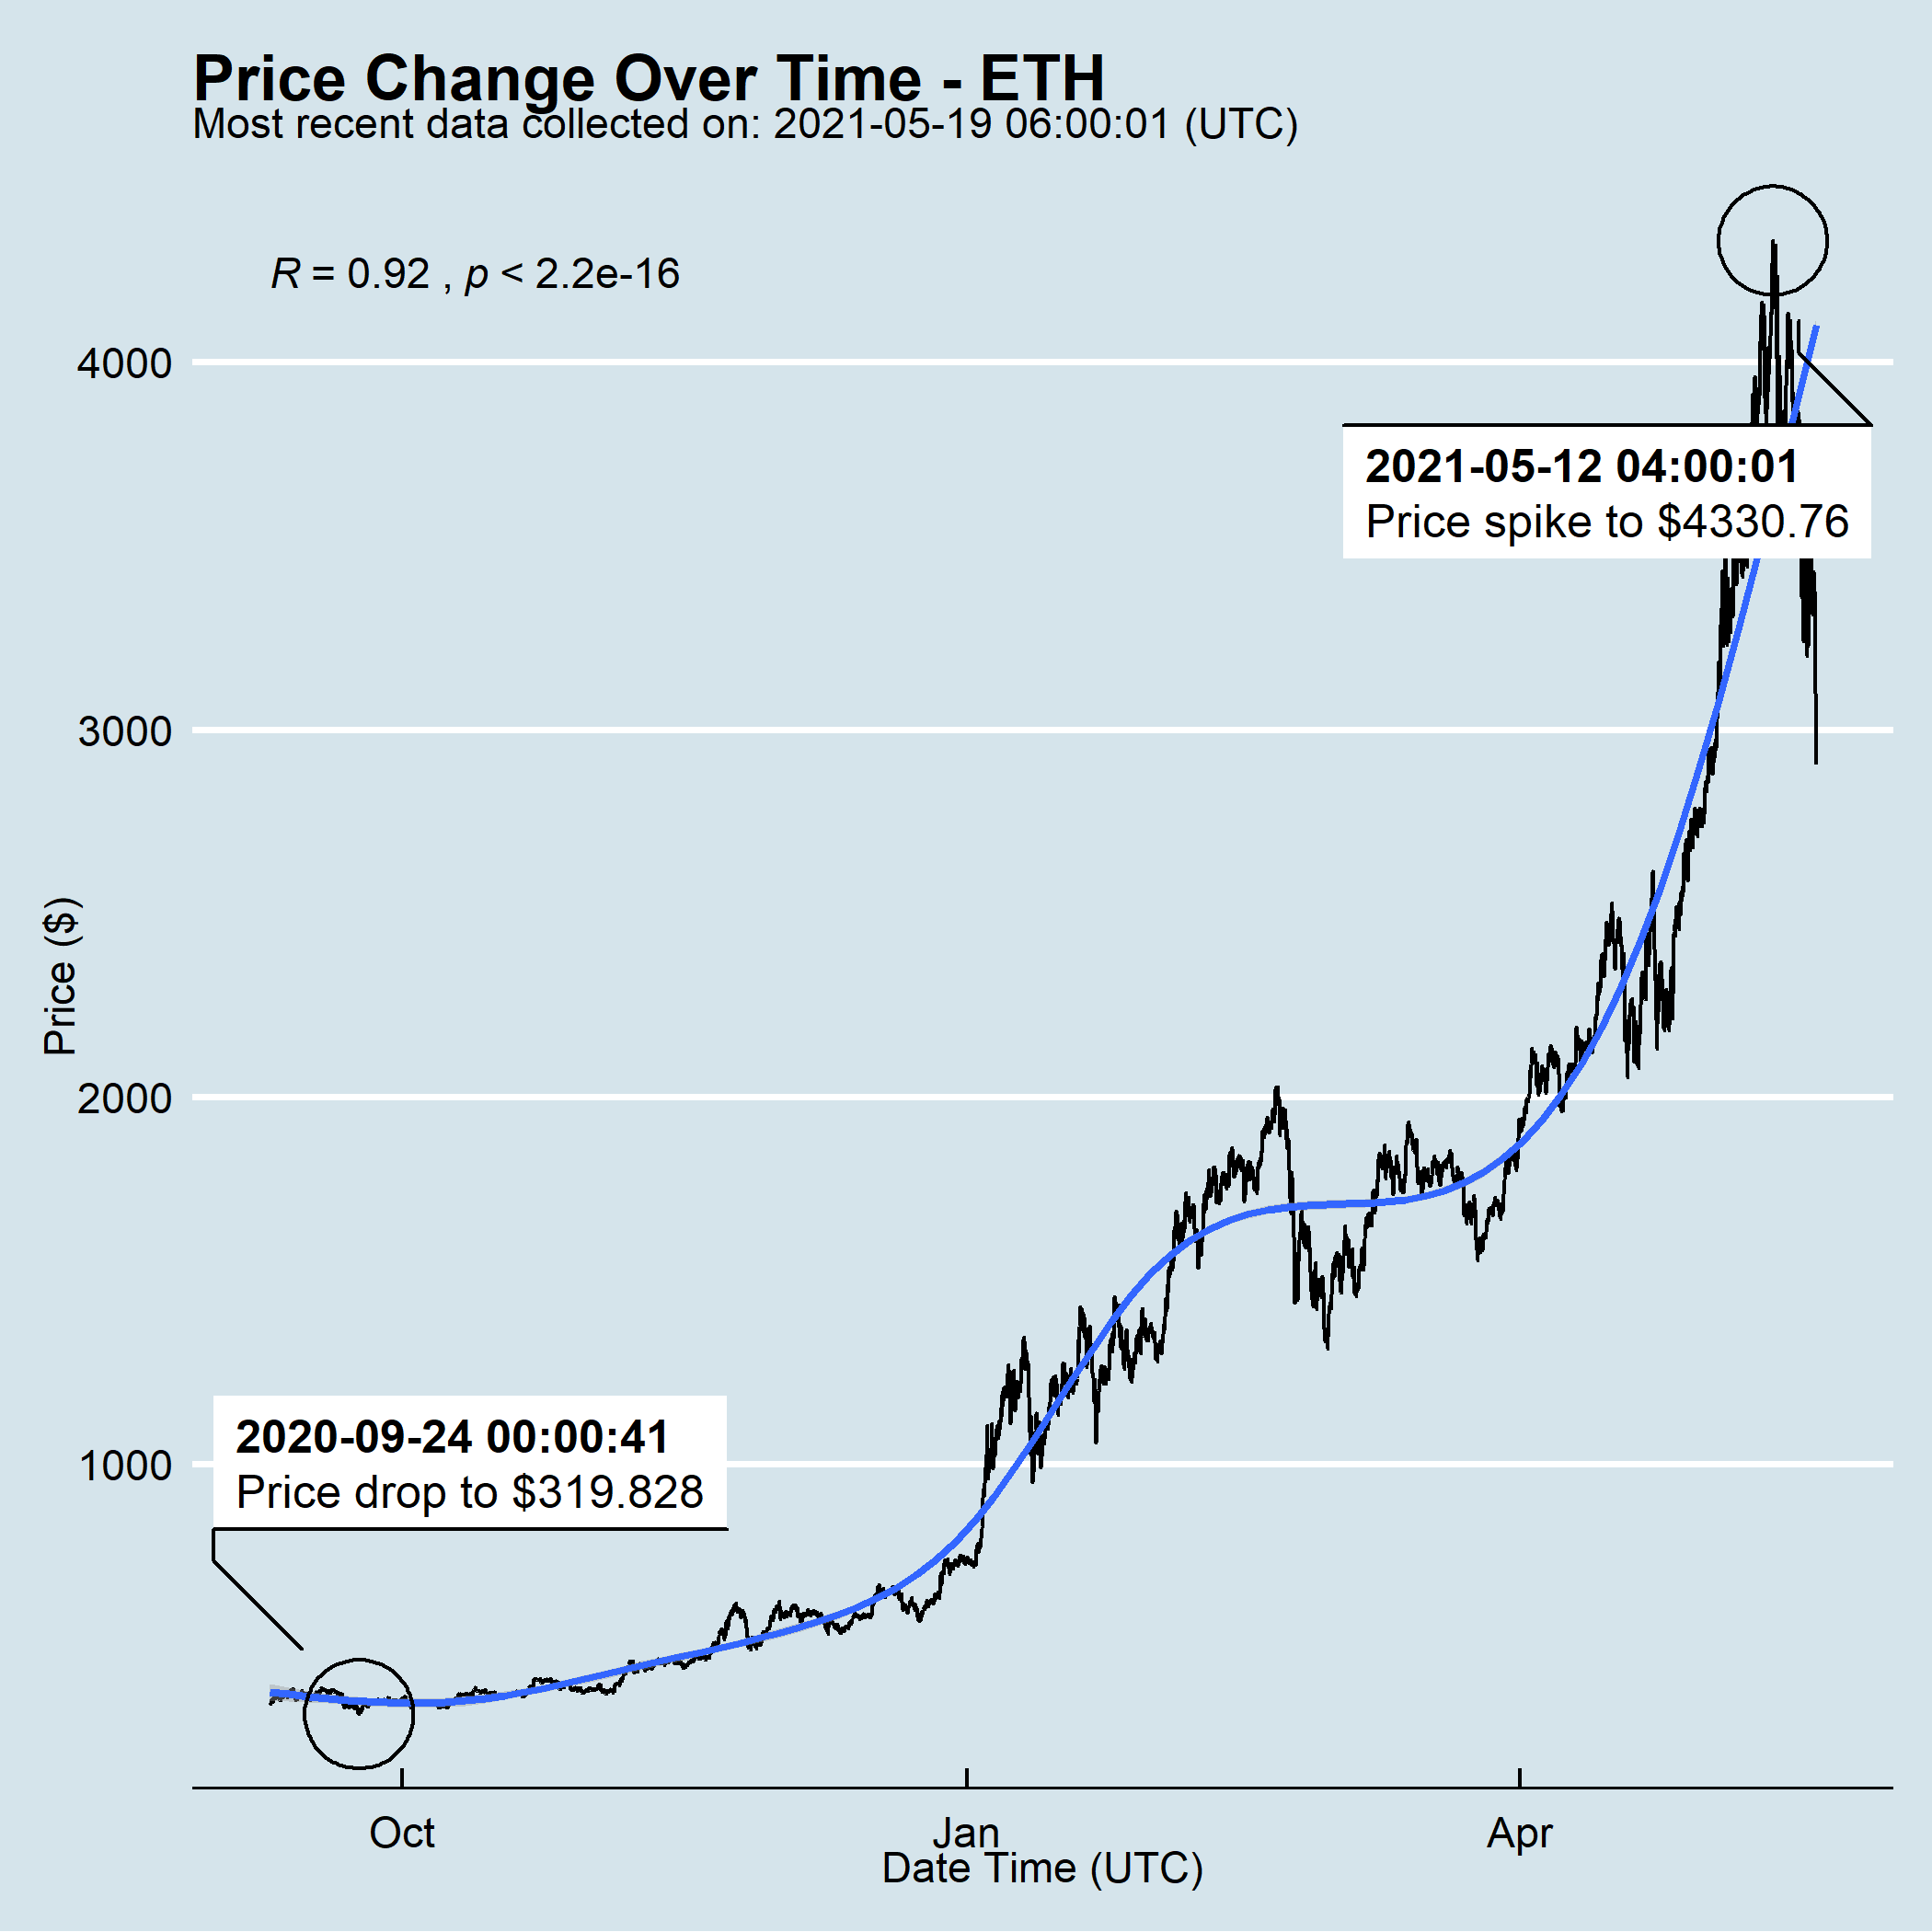 Price Change Over Time - ETH
Most recent data collected on: 2021-05-19 06:00:01 (UTC)
R = 0.92 , p < 2.2e-16
4000
2021-05-12 04:00:01
Price spike to $4330.76
3000
Price ($)
2000
2020-09-24 00:00:41
1000
Price drop to $319.828
Oct
Jan
Apr
Date Time (UTC)